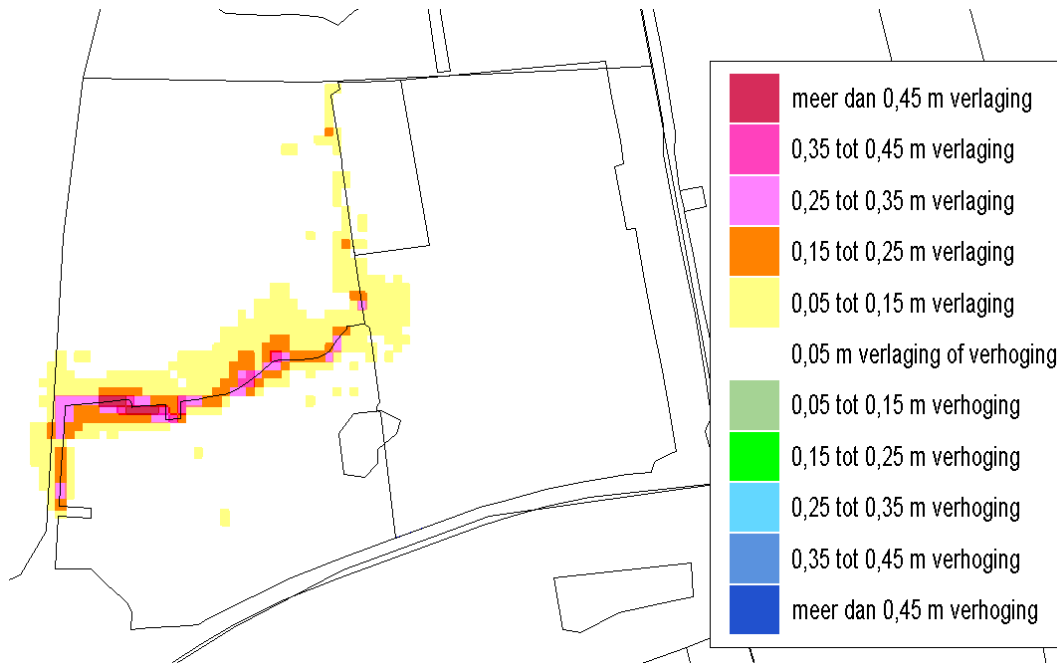 meer dan 0,45 m verlaging
0,35 tot 0,45 m verlaging
0,25 tot 0,35 m verlaging
0,15 tot 0,25 m verlaging
0,05 tot 0,15 m verlaging
0,05 m verlaging of verhoging
0,05 tot 0,15 m verhoging
0,15 tot 0,25 m verhoging
0,25 tot 0,35 m verhoging
0,35 tot 0,45 m verhoging
meer dan 0,45 m verhoging